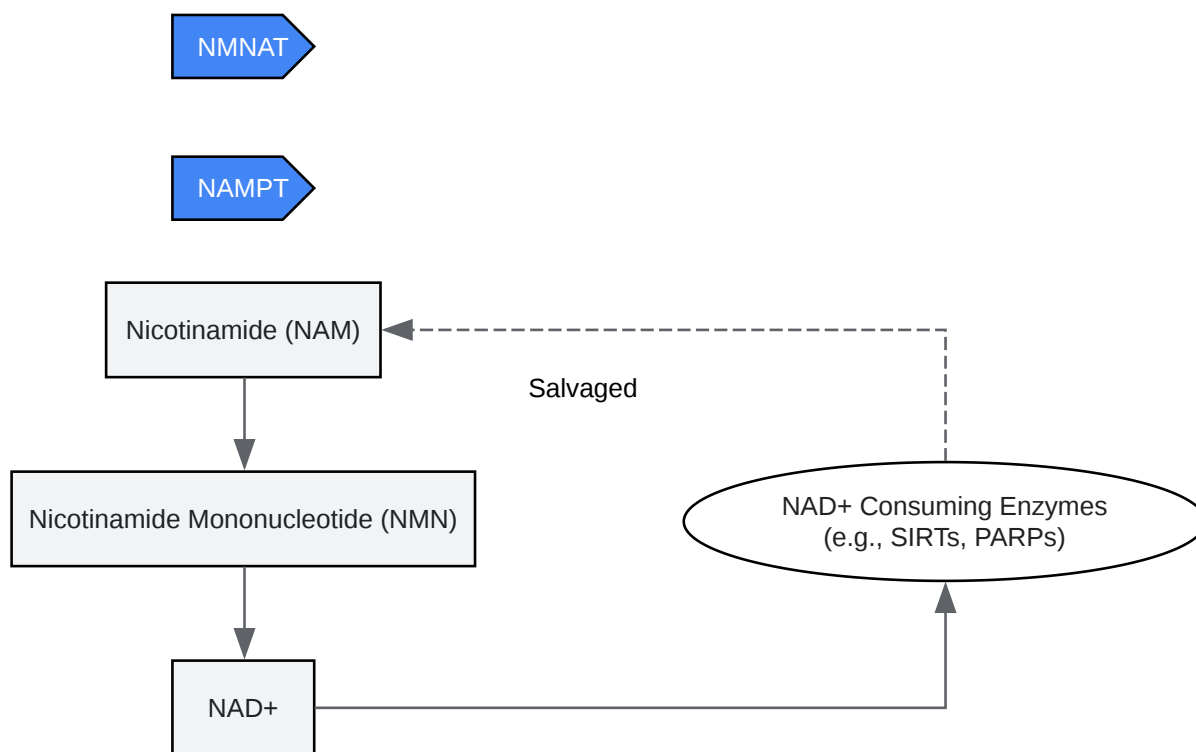 NMNAT
NAMPT
Nicotinamide (NAM)
Salvaged
Nicotinamide Mononucleotide (NMN)
NAD+ Consuming Enzymes
(e.g., SIRTs, PARPs)
NAD+